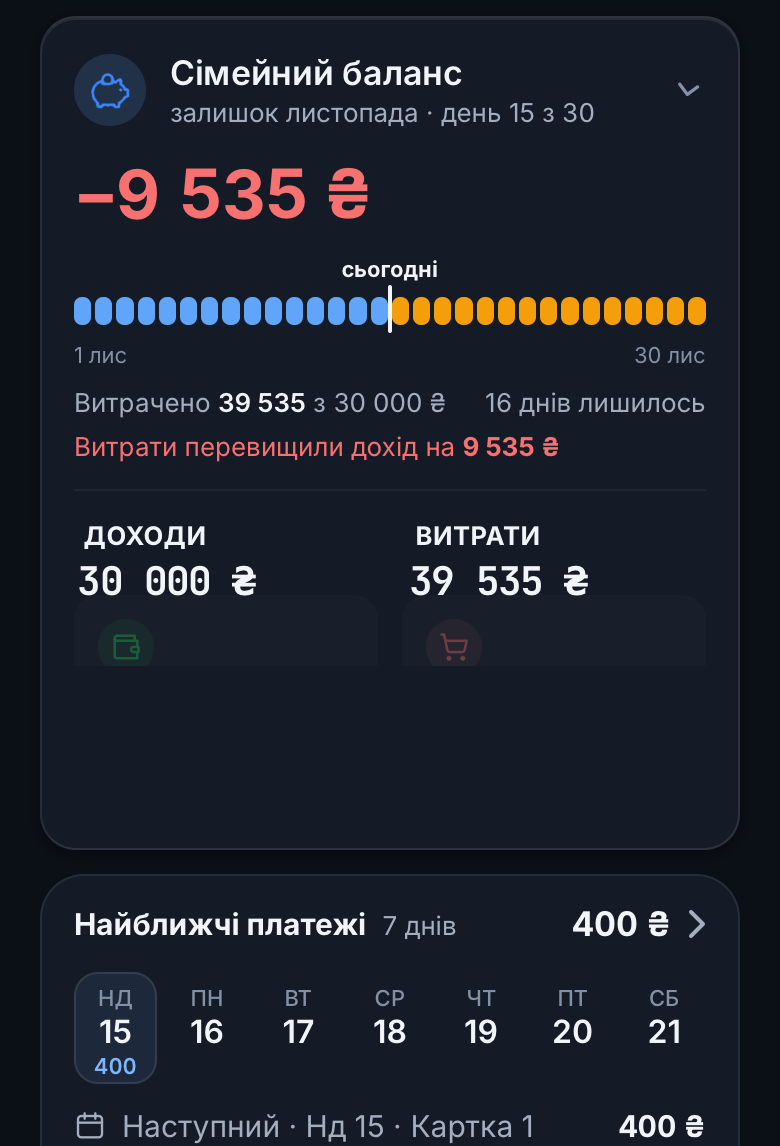 Сімейний баланс
залишок листопада · день 15 з 30
−9 535 ₴
сьогодні
1 лис 30 лис
Витрачено 39 535 з 30 000 ₴ 16 днів лишилось
Витрати перевищили дохід на 9 535 ₴
ДОХОДИ ВИТРАТИ
30 000 ₴ 39 535 ₴
Найближчі платежі 7 днів 400 ₴
НД ПН ВТ СР ЧТ ПТ СБ
15 16 17 18 19 20 21
400
Наступний · Нд 15 · Картка 1 400 ₴